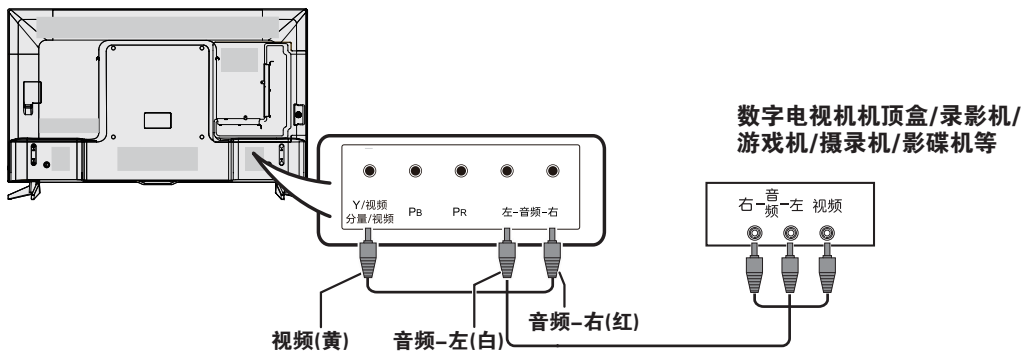 数字电视机机顶盒/录影机/
游戏机/摄录机/影碟机等
Y/视频
分量/视频
PB
PR
左-音频-右
右-音频-左 视频
视频(黄)
音频-左(白)
音频-右(红)